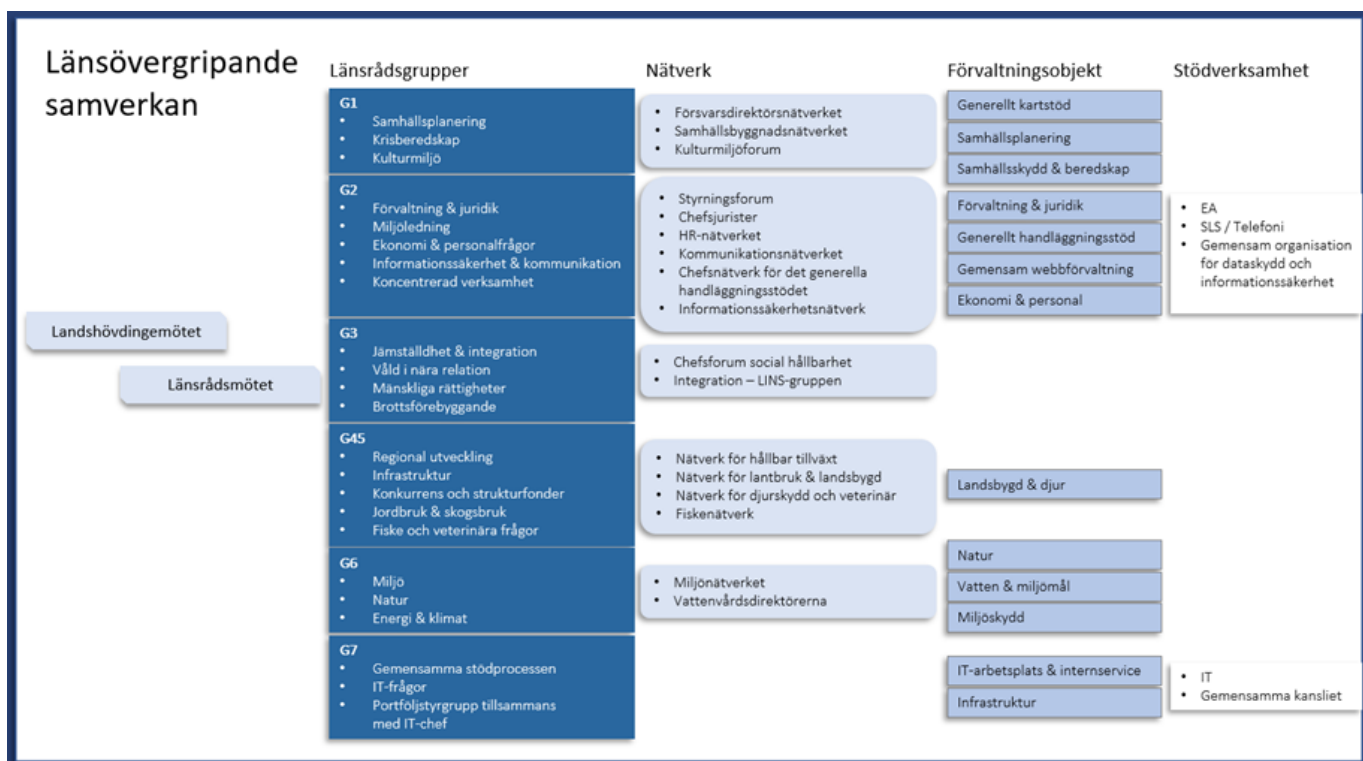 Länsövergripande
samverkan
Länsrådsgrupper
Nätverk
Förvaltningsobjekt
Stödverksamhet
Landshövdingemötet
Länsrådsmötet
G1
• Samhällsplanering
• Krisberedskap
• Kulturmiljö
• Försvarsdirektörsnätverket
• Samhällsbyggnadsnätverket
• Kulturmiljöforum
Generellt kartstöd
Samhällsplanering
Samhällsskydd & beredskap
G2
• Förvaltning & juridik
• Miljöledning
• Ekonomi & personalfrågor
• Informationssäkerhet & kommunikation
• Koncentrerad verksamhet
• Styrningsforum
• Chefsjurister
• HR-nätverket
• Kommunikationsnätverket
• Chefsnätverk för det generella
handläggningsstödet
• Informationssäkerhetsnätverk
Förvaltning & juridik
Generellt handläggningsstöd
Gemensam webbförvaltning
Ekonomi & personal
• EA
• SLS / Telefoni
• Gemensam organisation
för dataskydd och
informationssäkerhet
G3
• Jämställdhet & integration
• Våld i nära relation
• Mänskliga rättigheter
• Brottsförebyggande
• Chefsforum social hållbarhet
• Integration – LINS-gruppen
G45
• Regional utveckling
• Infrastruktur
• Konkurrens och strukturfonder
• Jordbruk & skogsbruk
• Fiske och veterinära frågor
• Nätverk för hållbar tillväxt
• Nätverk för lantbruk & landsbygd
• Nätverk för djurskydd och veterinär
• Fiskenätverk
Landsbygd & djur
G6
• Miljö
• Natur
• Energi & klimat
• Miljönätverket
• Vattenvårdsdirektörerna
Natur
Vatten & miljömål
Miljöskydd
G7
• Gemensamma stödprocessen
• IT-frågor
• Portföljstyrgrupp tillsammans
med IT-chef
IT-arbetsplats & internservice
Infrastruktur
• IT
• Gemensamma kansliet